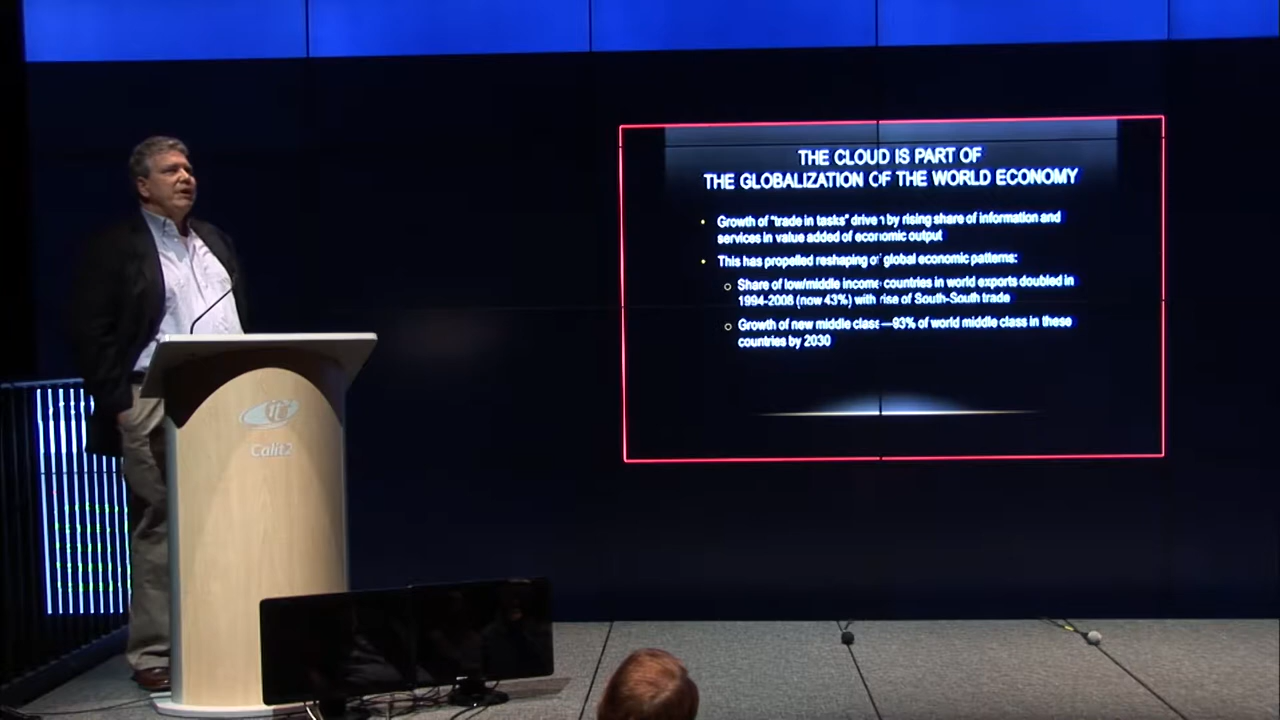 THE CLOUD IS PART OF
THE GLOBALIZATION OF THE WORLD ECONOMY
• Growth of "trade in tasks" driven by rising share of information and
services in value added of economic output
• This has propelled reshaping of global economic patterns:
o Share of low/middle income countries in world exports doubled in
1994-2008 (now 43%) with rise of South-South trade
o Growth of new middle class—93% of world middle class in these
countries by 2030
Calit2